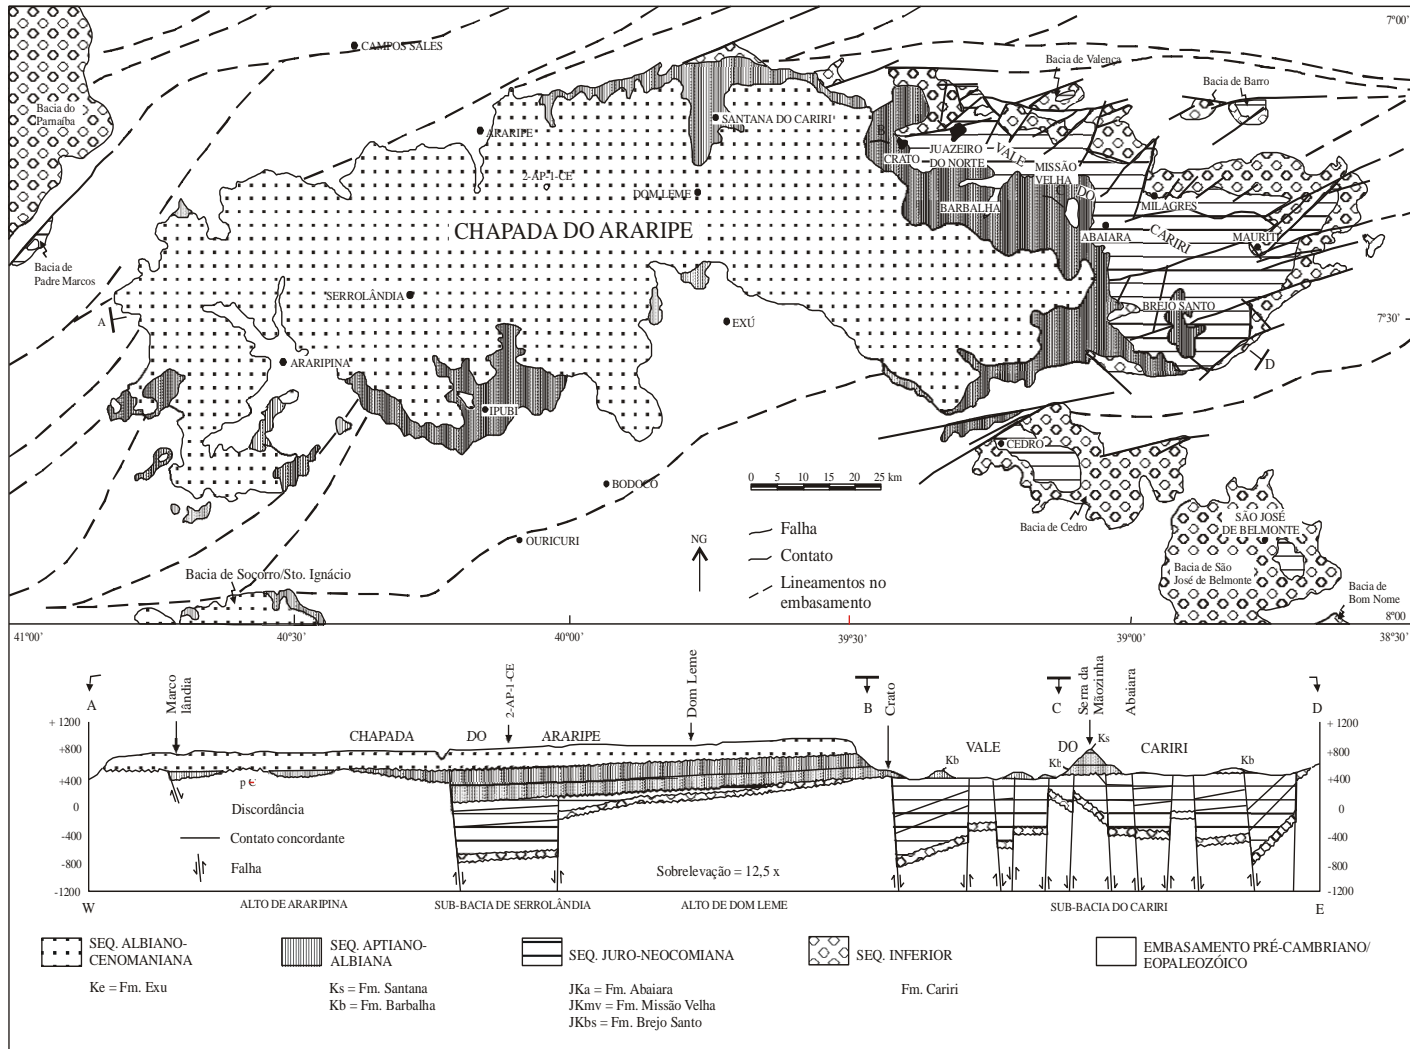 7°00'
CAMPOS SALES
Bacia do
Parnaíba
Bacia de Valença
Bacia de Barro
SANTANA DO CARIRI
ARARIPE
B
CRATO
JUAZEIRO
DO NORTE
VALE
MISSÃO
VELHA
DO
2-AP-1-CE
DOM LEME
BARBALHA
MILAGRES
CHAPADA DO ARARIPE
ABAIARA
CARIRÍ
MAURITI
Bacia de
Padre Marcos
SERROLÂNDIA
BREJO SANTO
A
EXÚ
7°30'
ARARIPINA
D
IPUBI
CEDRO
BODOCÓ
0 5 10 15 20 25 km
Falha
Contato
Lineamentos no
embasamento
NG
Bacia de Cedro
SÃO JOSÉ
DE BELMONTE
OURICURI
Bacia de São
José de Belmonte
Bacia de Socorro/Sto. Ignácio
Bacia de
Bom Nome
8°00
41°00'
40°30
40°00'
39°30
39°00'
38°30'
A
Marco
lândia
2-AP-1-CE
Dom Leme
B
Crato
C
Serra da
Mãozinha
Abaiara
D
+ 1200
+800
+400
0
-400
-800
-1200
CHAPADA DO ARARIPE
VALE DO CARIRI
Kb
Kb
Ks
Kb
+ 1200
+ 800
+ 400
0
- 400
- 800
-1200
p Є
Discordância
Contato concordante
Falha
Sobrelevação = 12,5 x
W
ALTO DE ARARIPINA
SUB-BACIA DE SERROLÂNDIA
ALTO DE DOM LEME
SUB-BACIA DO CARIRI
E
SEQ. ALBIANO-
CENOMANIANA
Ke = Fm. Exu
SEQ. APTIANO-
ALBIANA
Ks = Fm. Santana
Kb = Fm. Barbalha
SEQ. JURO-NEOCOMIANA
JKa = Fm. Abaiara
JKmv = Fm. Missão Velha
JKbs = Fm. Brejo Santo
SEQ. INFERIOR
Fm. Cariri
EMBASAMENTO PRÉ-CAMBRIANO/
EOPALEOZÓICO